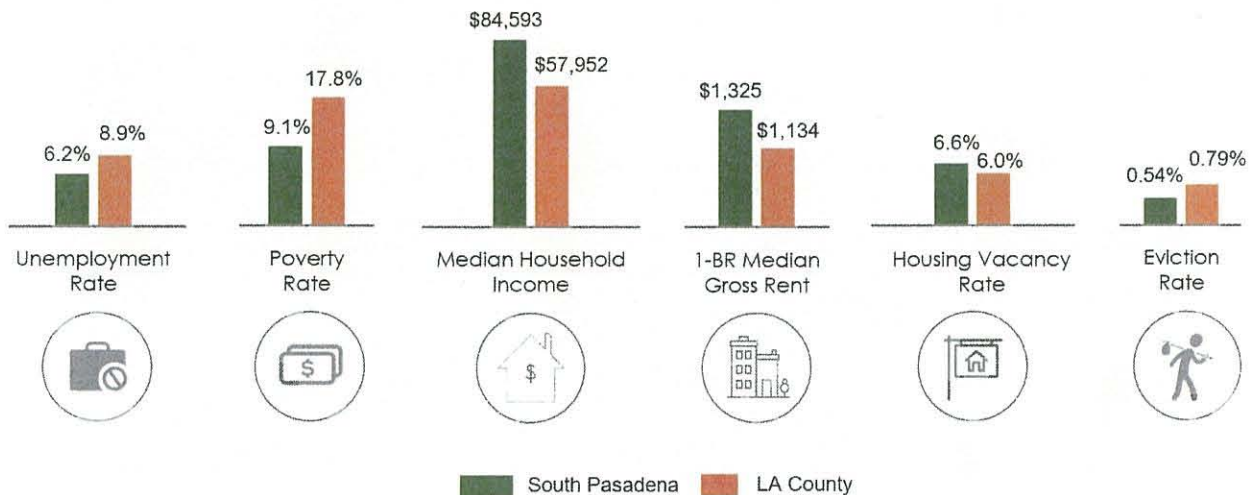 6.2%
8.9%
Unemployment
Rate
9.1%
17.8%
Poverty
Rate
$
$84,593
$57,952
Median Household
Income
$
$1,325
$1,134
1-BR Median
Gross Rent
6.6%
6.0%
Housing Vacancy
Rate
0.54%
0.79%
Eviction
Rate
South Pasadena
LA County